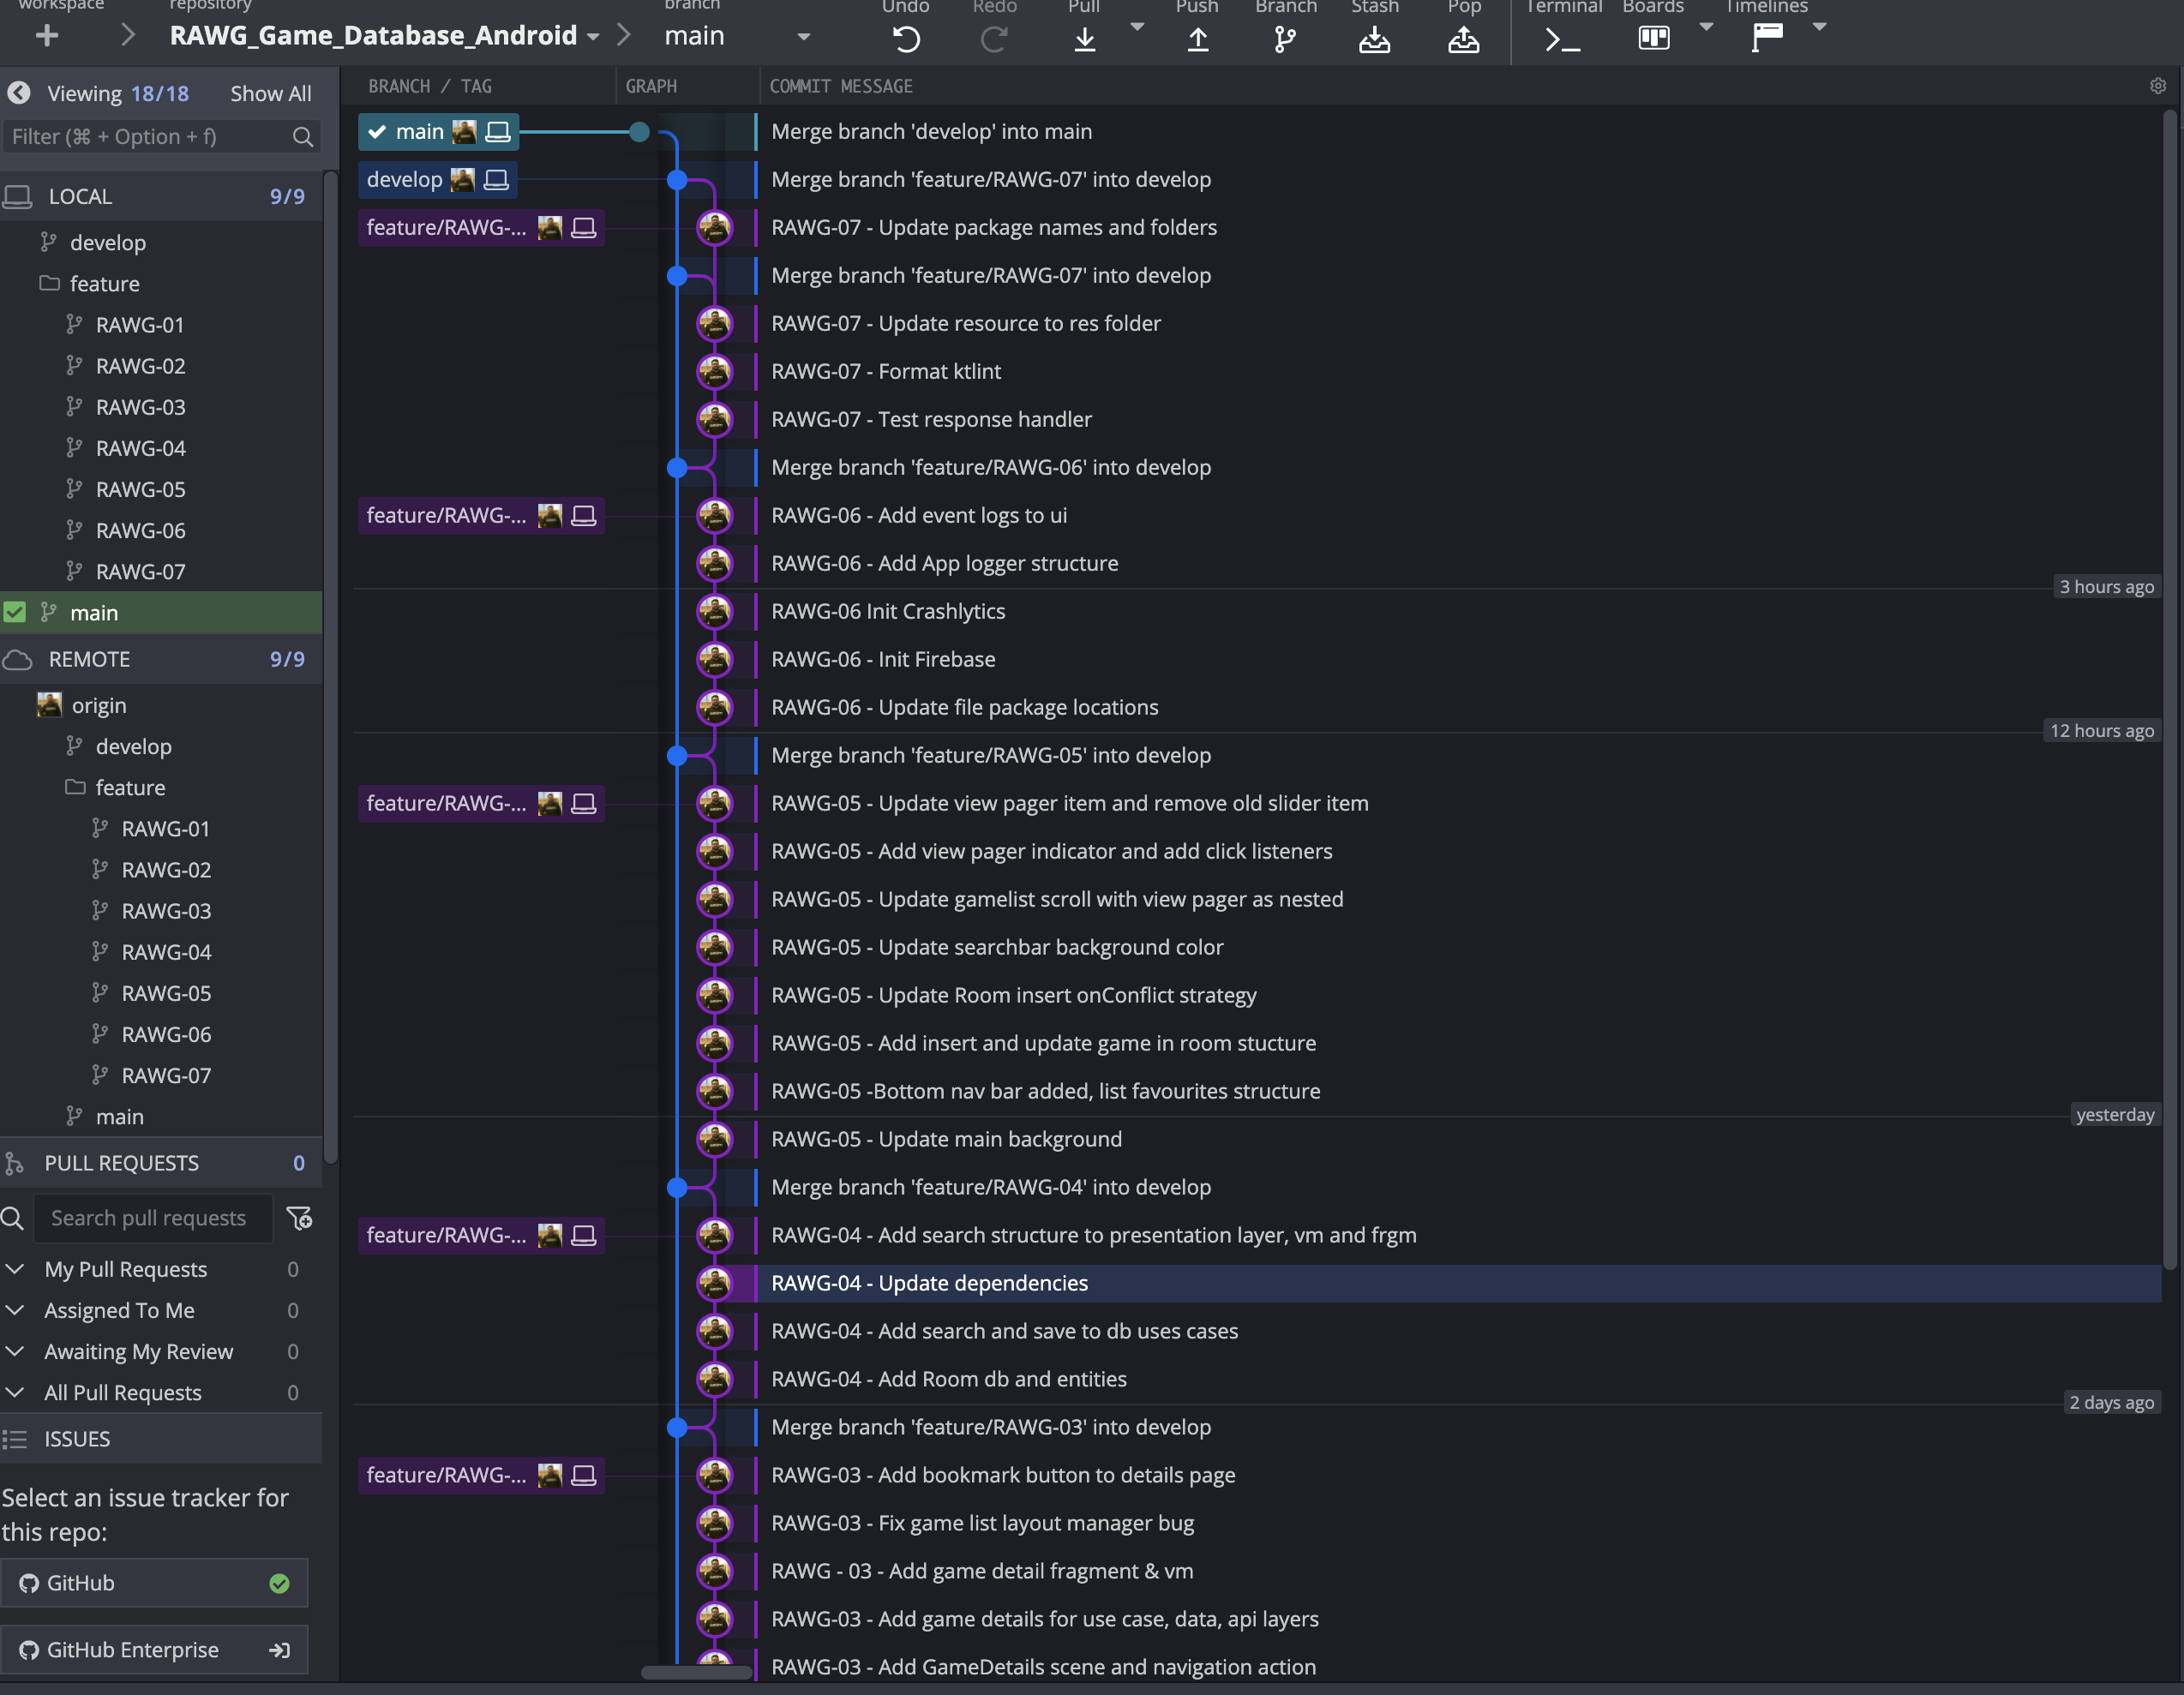 workspace
repository
branch
Undo
Redo
Pull
Push
Branch
Stash
Pop
Terminal
Boards
Timelines
RAWG_Game_Database_Android
main
Viewing 18/18 Show All
Filter (⌘ + Option + f)
LOCAL 9/9
develop
feature
RAWG-01
RAWG-02
RAWG-03
RAWG-04
RAWG-05
RAWG-06
RAWG-07
main
REMOTE 9/9
origin
develop
feature
RAWG-01
RAWG-02
RAWG-03
RAWG-04
RAWG-05
RAWG-06
RAWG-07
main
PULL REQUESTS 0
Search pull requests
My Pull Requests 0
Assigned To Me 0
Awaiting My Review 0
All Pull Requests 0
ISSUES
Select an issue tracker for
this repo:
GitHub
GitHub Enterprise
BRANCH / TAG GRAPH COMMIT MESSAGE
main Merge branch 'develop' into main
develop Merge branch 'feature/RAWG-07' into develop
feature/RAWG-... RAWG-07 - Update package names and folders
Merge branch 'feature/RAWG-07' into develop
RAWG-07 - Update resource to res folder
RAWG-07 - Format ktlint
RAWG-07 - Test response handler
Merge branch 'feature/RAWG-06' into develop
feature/RAWG-... RAWG-06 - Add event logs to ui
RAWG-06 - Add App logger structure
3 hours ago
RAWG-06 Init Crashlytics
RAWG-06 - Init Firebase
RAWG-06 - Update file package locations
12 hours ago
Merge branch 'feature/RAWG-05' into develop
feature/RAWG-... RAWG-05 - Update view pager item and remove old slider item
RAWG-05 - Add view pager indicator and add click listeners
RAWG-05 - Update gamelist scroll with view pager as nested
RAWG-05 - Update searchbar background color
RAWG-05 - Update Room insert onConflict strategy
RAWG-05 - Add insert and update game in room stucture
RAWG-05 -Bottom nav bar added, list favourites structure
yesterday
RAWG-05 - Update main background
Merge branch 'feature/RAWG-04' into develop
feature/RAWG-... RAWG-04 - Add search structure to presentation layer, vm and frgm
RAWG-04 - Update dependencies
RAWG-04 - Add search and save to db uses cases
RAWG-04 - Add Room db and entities
2 days ago
Merge branch 'feature/RAWG-03' into develop
feature/RAWG-... RAWG-03 - Add bookmark button to details page
RAWG-03 - Fix game list layout manager bug
RAWG - 03 - Add game detail fragment & vm
RAWG-03 - Add game details for use case, data, api layers
RAWG-03 - Add GameDetails scene and navigation action